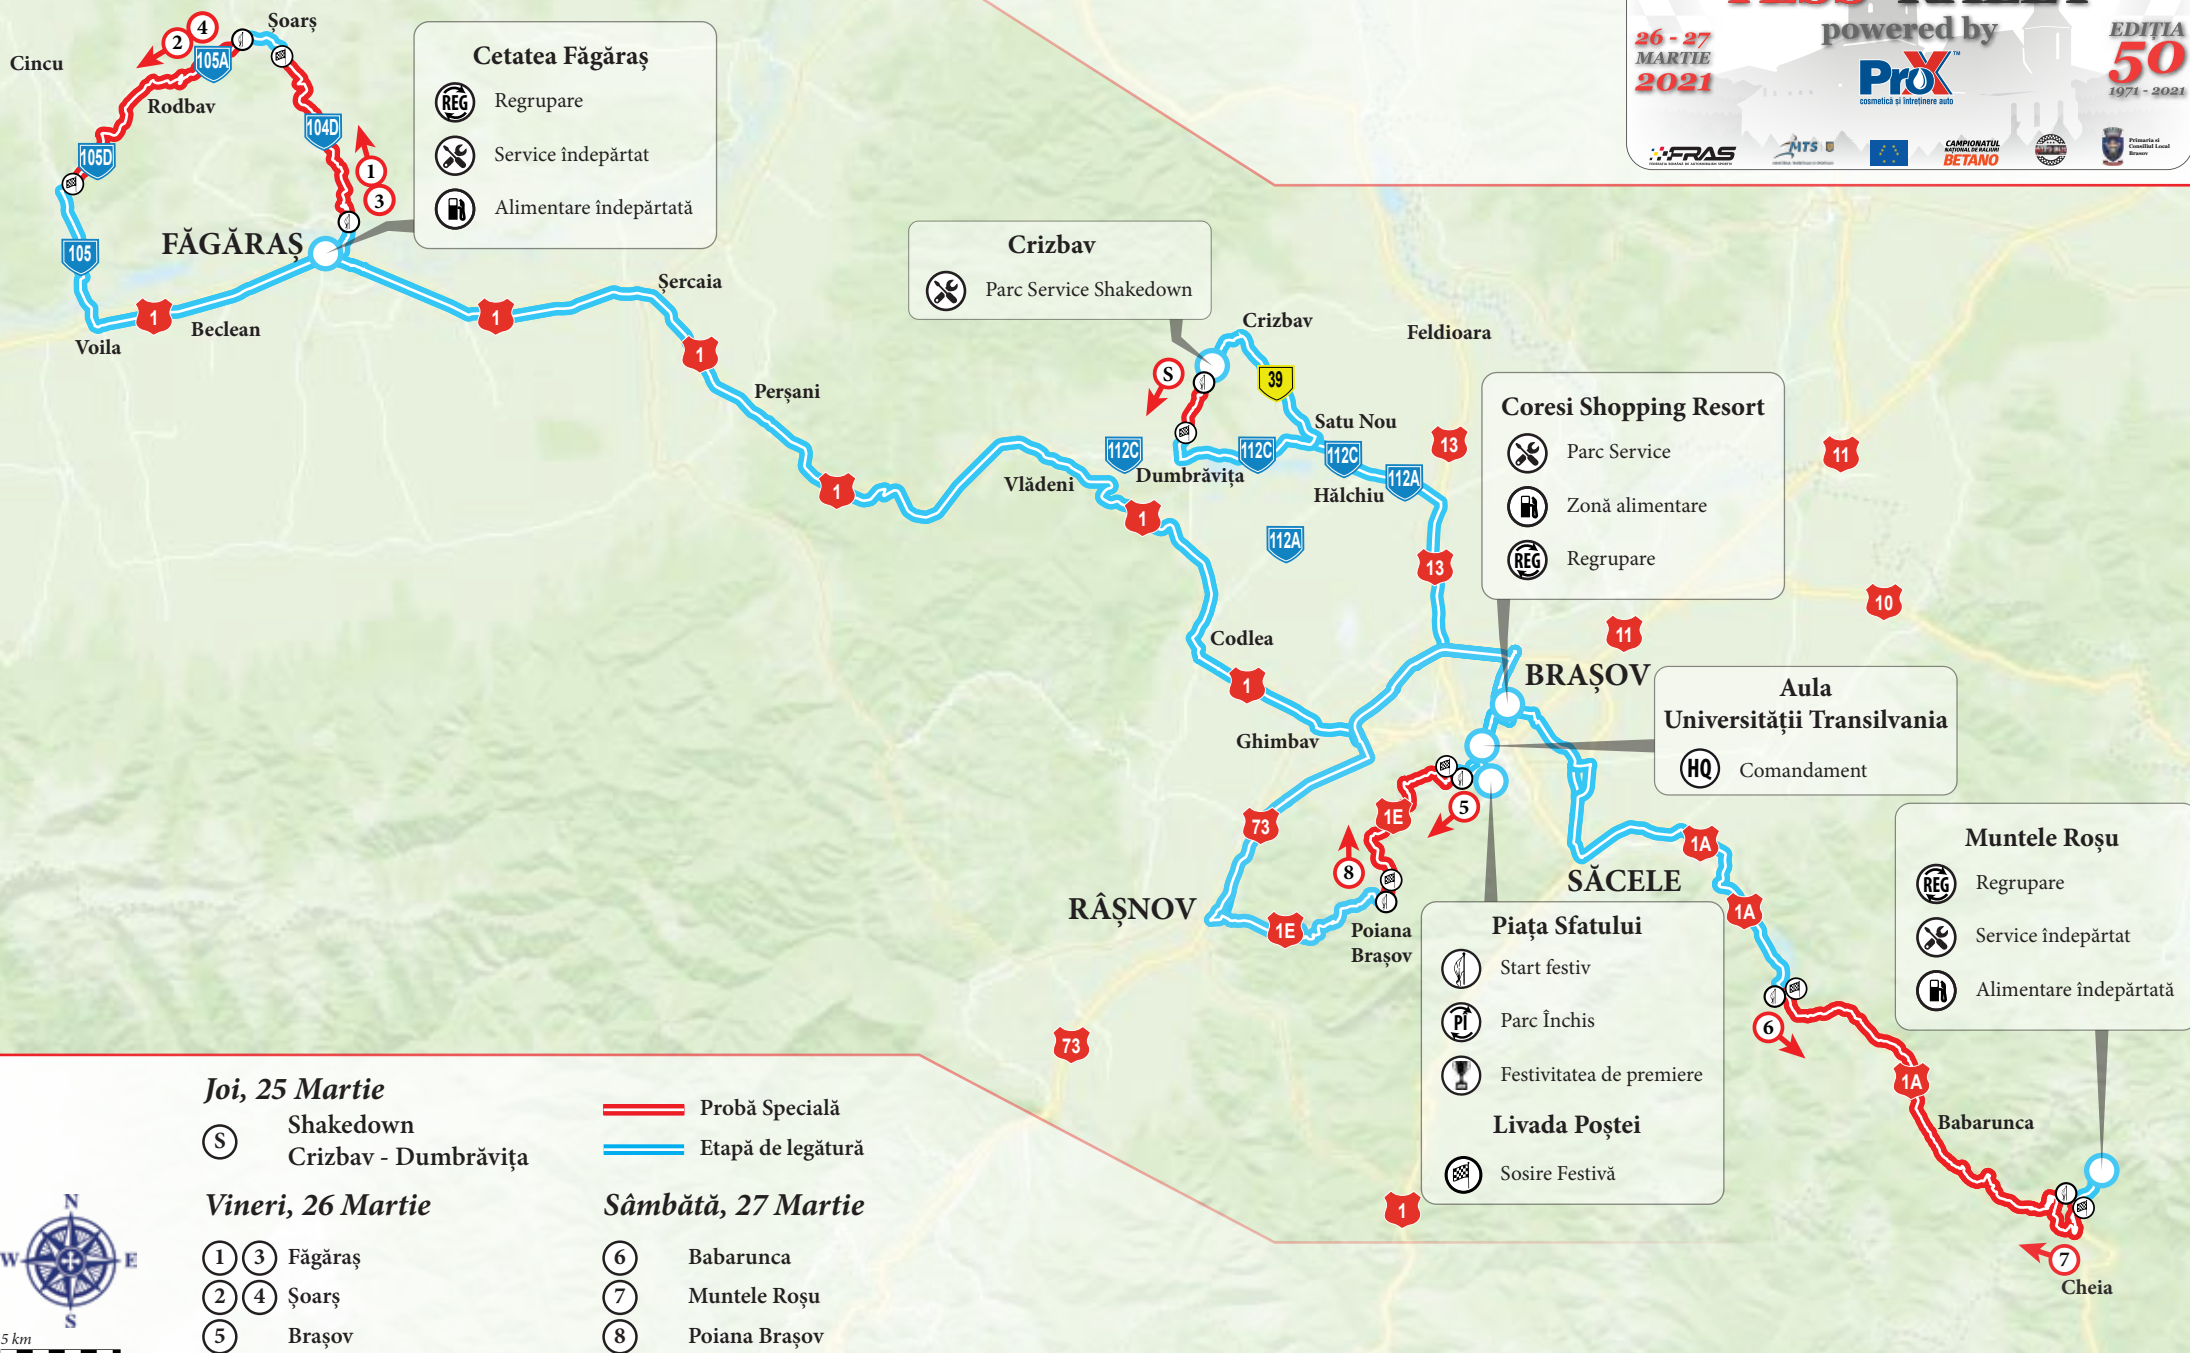 powered by
26 - 27
MARTIE
2021
EDIȚIA
50
1971 - 2021
ProX
™
cosmetică și întreținere auto
FRAS
MTS
CAMPIONATUL
NAȚIONAL DE RALIURI
BETANO
Primaria si
Consiliul Local
Brasov
Șoarș
Cincu
2
4
105A
Rodbav
105D
104D
1
3
105
FĂGĂRAȘ
Cetatea Făgăraș
REG Regrupare
Service îndepărtat
Alimentare îndepărtată
Voila
1
Beclean
1
Șercaia
1
Perșani
1
Vlădeni
1
Crizbav
Parc Service Shakedown
Crizbav
Feldioara
S
39
Satu Nou
112C
112C
112C
Dumbrăvița
Hălchiu
112A
112A
13
13
11
11
10
Coresi Shopping Resort
Parc Service
Zonă alimentare
REG Regrupare
Codlea
1
Ghimbav
BRAȘOV
Aula
Universității Transilvania
HQ Comandament
5
1E
8
73
RÂȘNOV
1E
Poiana
Brașov
SĂCELE
1A
1A
Muntele Roșu
REG Regrupare
Service îndepărtat
Alimentare îndepărtată
Piața Sfatului
Start festiv
PÎ Parc Închis
Festivitatea de premiere
Livada Poștei
Sosire Festivă
6
1A
Babarunca
7
Cheia
73
1
Joi, 25 Martie
S
Shakedown
Crizbav - Dumbrăvița
Probă Specială
Etapă de legătură
Vineri, 26 Martie
1 3 Făgăraș
2 4 Șoarș
5 Brașov
Sâmbătă, 27 Martie
6 Babarunca
7 Muntele Roșu
8 Poiana Brașov
N
W E
S
5 km